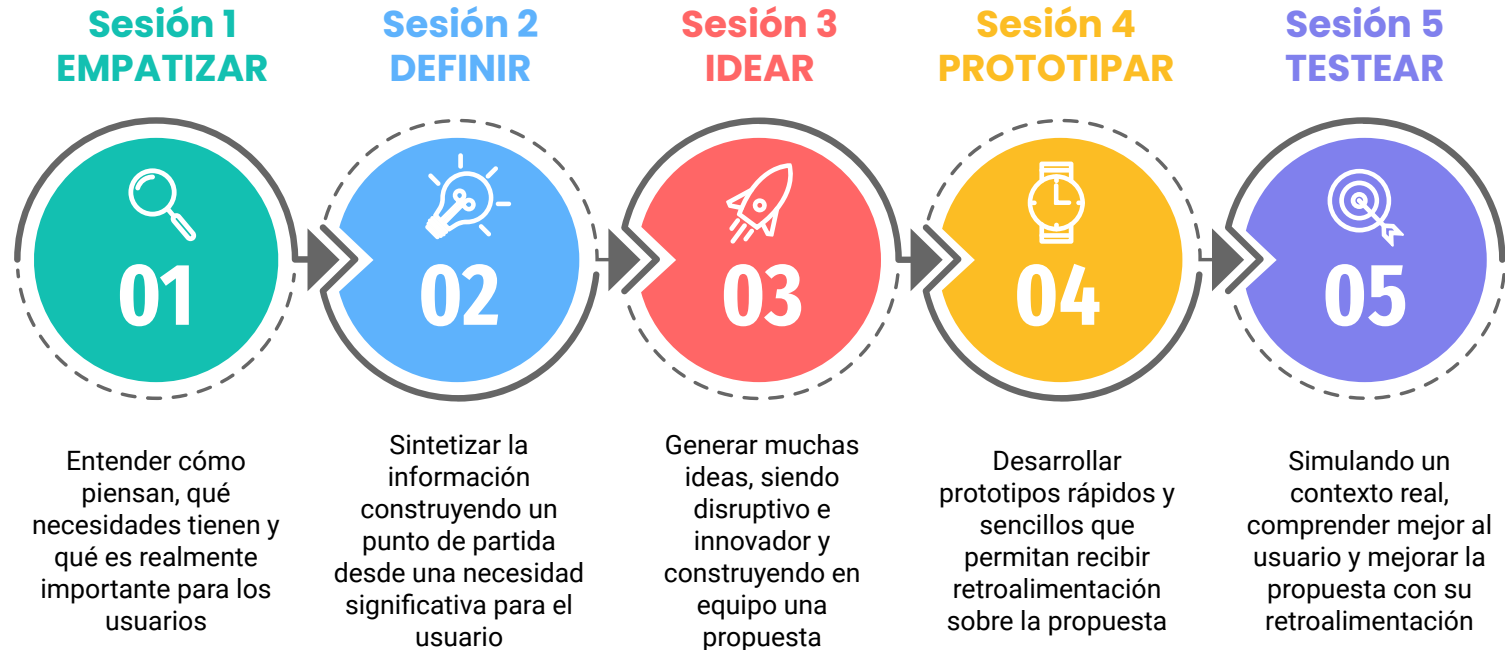 Sesión 1
EMPATIZAR
Sesión 2
DEFINIR
Sesión 3
IDEAR
Sesión 4
PROTOTIPAR
Sesión 5
TESTEAR
01
02
03
04
05
Entender cómo
piensan, qué
necesidades tienen y
qué es realmente
importante para los
usuarios
Sintetizar la
información
construyendo un
punto de partida
desde una necesidad
significativa para el
usuario
Generar muchas
ideas, siendo
disruptivo e
innovador y
construyendo en
equipo una
propuesta
Desarrollar
prototipos rápidos y
sencillos que
permitan recibir
retroalimentación
sobre la propuesta
Simulando un
contexto real,
comprender mejor al
usuario y mejorar la
propuesta con su
retroalimentación